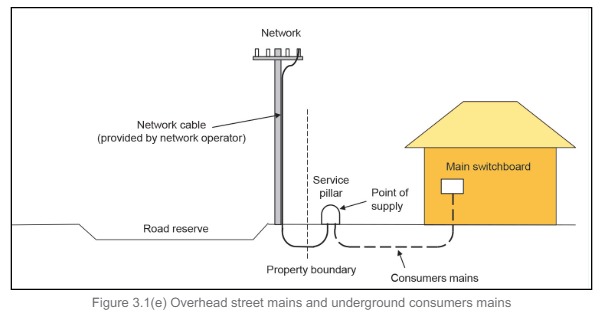 Network
Network cable
(provided by network operator)
Main switchboard
Service
pillar
Point of
supply
Road reserve
Property boundary
Consumers mains
Figure 3.1(e) Overhead street mains and underground consumers mains